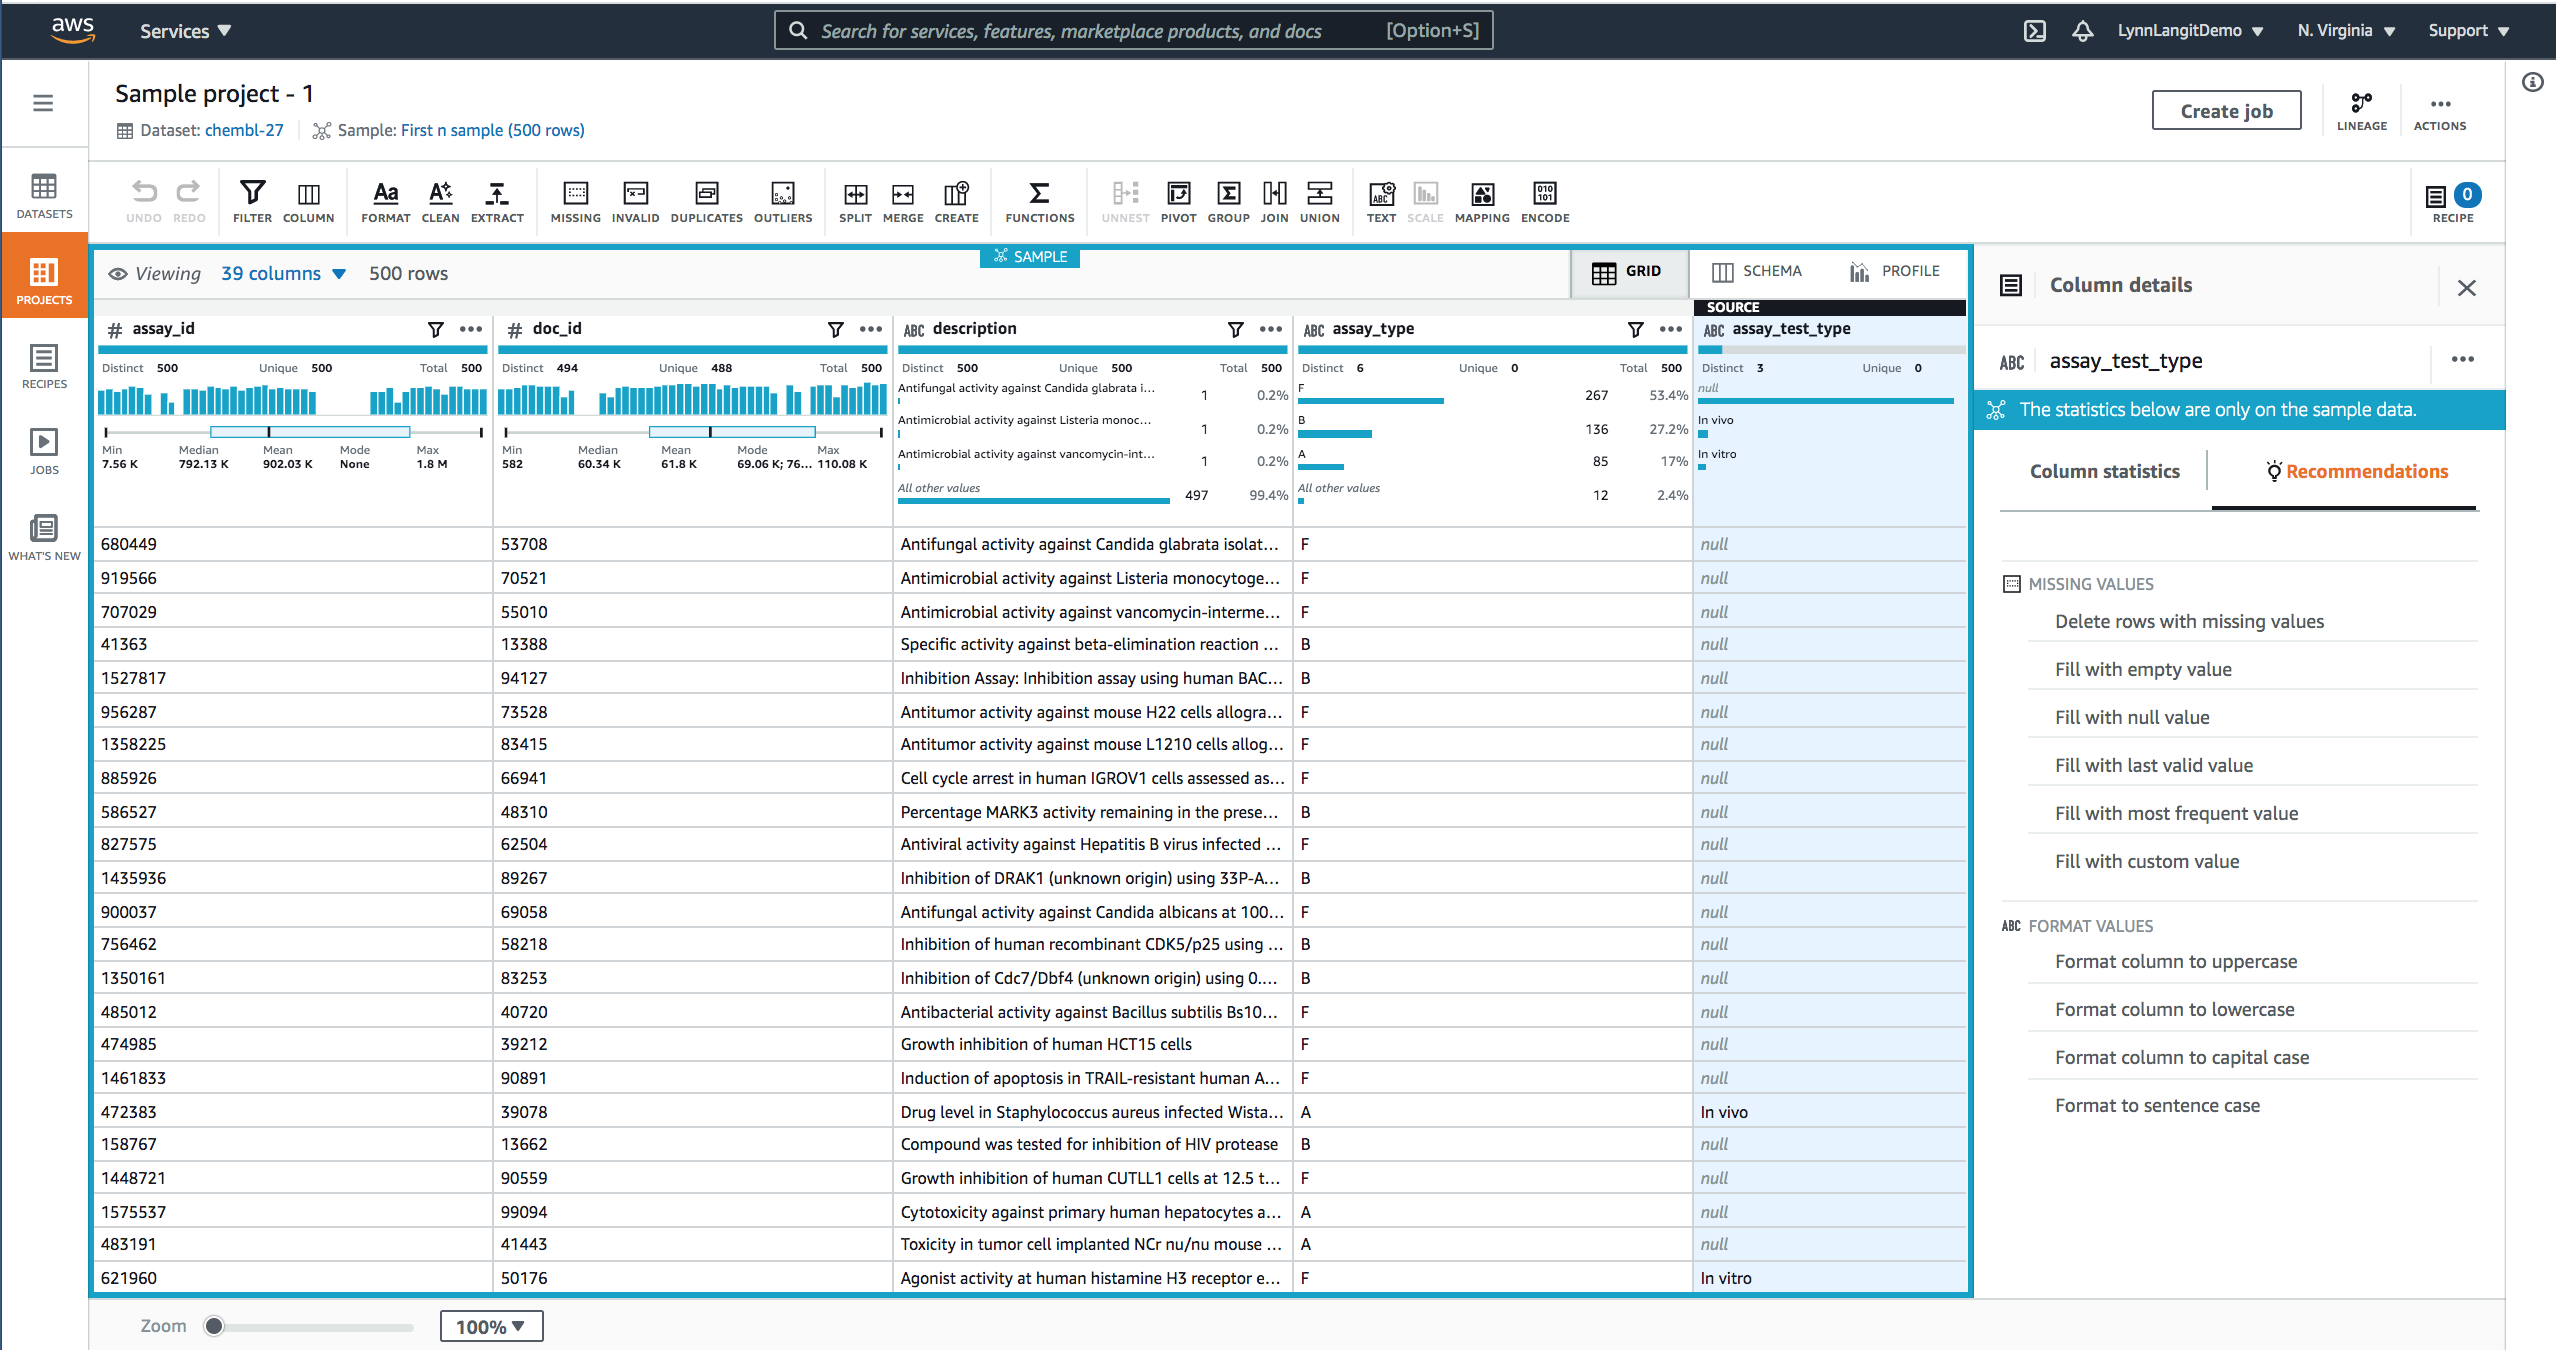 aws Services Search for services, features, marketplace products, and docs [Option+S] LynnLangitDemo N. Virginia Support
Sample project - 1
Dataset: chembl-27 Sample: First n sample (500 rows)
Create job LINEAGE ACTIONS
DATASETS
PROJECTS
RECIPES
JOBS
WHAT'S NEW
UNDO REDO FILTER COLUMN FORMAT CLEAN EXTRACT MISSING INVALID DUPLICATES OUTLIERS SPLIT MERGE CREATE FUNCTIONS UNNEST PIVOT GROUP JOIN UNION TEXT SCALE MAPPING ENCODE 0 RECIPE
Viewing 39 columns 500 rows SAMPLE GRID SCHEMA PROFILE
SOURCE
# assay_id # doc_id ABC description ABC assay_type ABC assay_test_type
Distinct 500 Unique 500 Total 500 Distinct 494 Unique 488 Total 500 Distinct 500 Unique 500 Total 500 Distinct 6 Unique 0 Total 500 Distinct 3 Unique 0
Antifungal activity against Candida glabrata i... 1 0.2% F 267 53.4% null
Antimicrobial activity against Listeria monoc... 1 0.2% B 136 27.2% In vivo
Antimicrobial activity against vancomycin-int... 1 0.2% A 85 17% In vitro
All other values 497 99.4% All other values 12 2.4%
Min Median Mean Mode Max Min Median Mean Mode Max
7.56 K 792.13 K 902.03 K None 1.8 M 582 60.34 K 61.8 K 69.06 K; 76... 110.08 K
680449 53708 Antifungal activity against Candida glabrata isolat... F null
919566 70521 Antimicrobial activity against Listeria monocytoge... F null
707029 55010 Antimicrobial activity against vancomycin-interme... F null
41363 13388 Specific activity against beta-elimination reaction ... B null
1527817 94127 Inhibition Assay: Inhibition assay using human BAC... B null
956287 73528 Antitumor activity against mouse H22 cells allogra... F null
1358225 83415 Antitumor activity against mouse L1210 cells allog... F null
885926 66941 Cell cycle arrest in human IGROV1 cells assessed as... F null
586527 48310 Percentage MARK3 activity remaining in the prese... B null
827575 62504 Antiviral activity against Hepatitis B virus infected ... F null
1435936 89267 Inhibition of DRAK1 (unknown origin) using 33P-A... B null
900037 69058 Antifungal activity against Candida albicans at 100... F null
756462 58218 Inhibition of human recombinant CDK5/p25 using ... B null
1350161 83253 Inhibition of Cdc7/Dbf4 (unknown origin) using 0.... B null
485012 40720 Antibacterial activity against Bacillus subtilis Bs10... F null
474985 39212 Growth inhibition of human HCT15 cells F null
1461833 90891 Induction of apoptosis in TRAIL-resistant human A... F null
472383 39078 Drug level in Staphylococcus aureus infected Wista... A In vivo
158767 13662 Compound was tested for inhibition of HIV protease B null
1448721 90559 Growth inhibition of human CUTLL1 cells at 12.5 t... F null
1575537 99094 Cytotoxicity against primary human hepatocytes a... A null
483191 41443 Toxicity in tumor cell implanted NCr nu/nu mouse ... A null
621960 50176 Agonist activity at human histamine H3 receptor e... F In vitro
Zoom 100%
Column details
ABC assay_test_type
The statistics below are only on the sample data.
Column statistics Recommendations
MISSING VALUES
Delete rows with missing values
Fill with empty value
Fill with null value
Fill with last valid value
Fill with most frequent value
Fill with custom value
ABC FORMAT VALUES
Format column to uppercase
Format column to lowercase
Format column to capital case
Format to sentence case